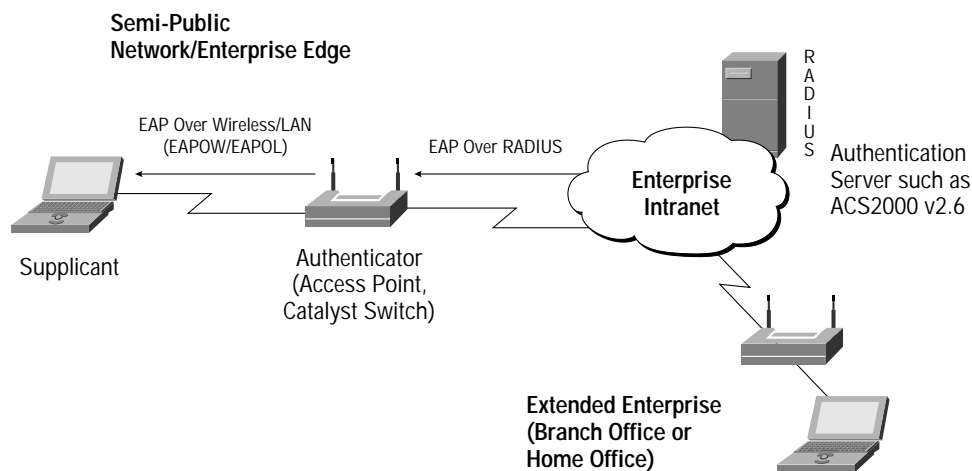 Semi-Public
Network/Enterprise Edge
EAP Over Wireless/LAN
(EAPOW/EAPOL)
EAP Over RADIUS
RADIUS
Enterprise
Intranet
Authentication
Server such as
ACS2000 v2.6
Supplicant
Authenticator
(Access Point,
Catalyst Switch)
Extended Enterprise
(Branch Office or
Home Office)